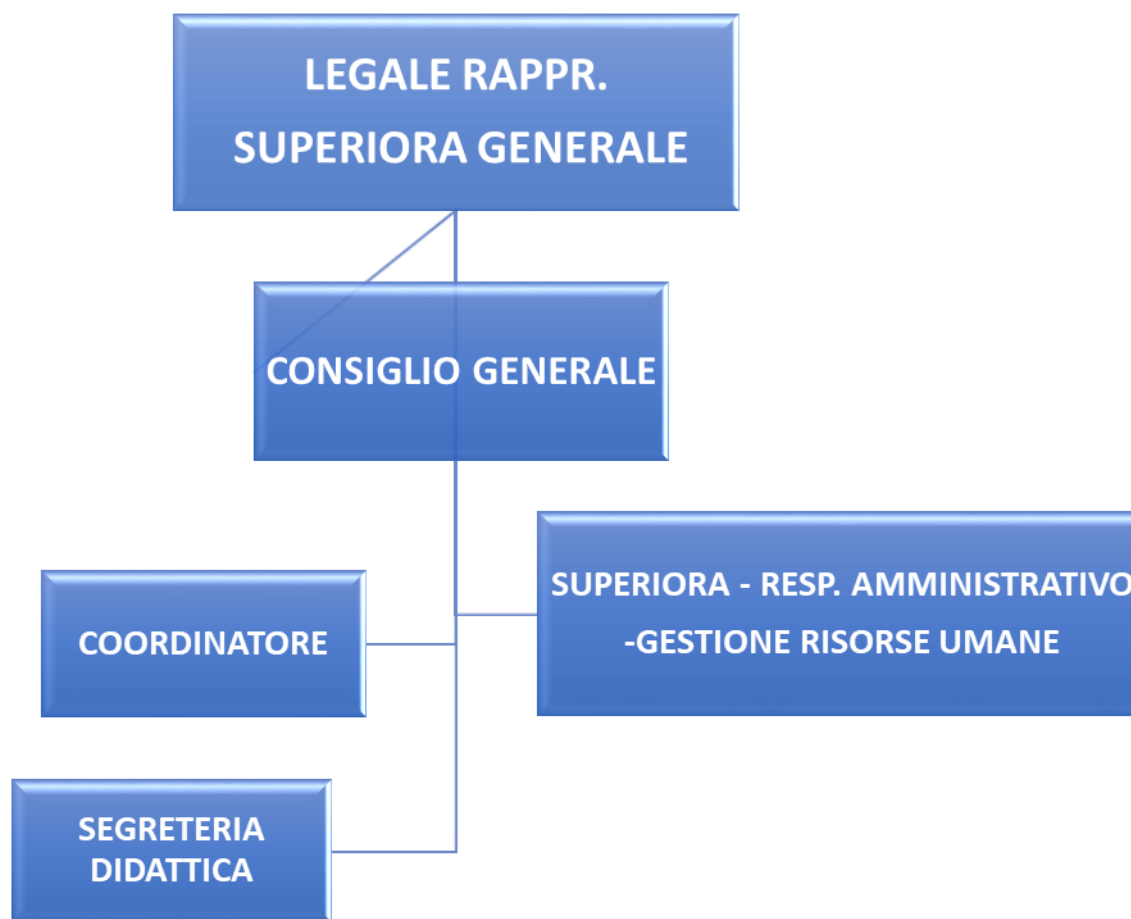 LEGALE RAPPR.
SUPERIORA GENERALE
CONSIGLIO GENERALE
SUPERIORA - RESP. AMMINISTRATIVO
-GESTIONE RISORSE UMANE
COORDINATORE
SEGRETERIA
DIDATTICA